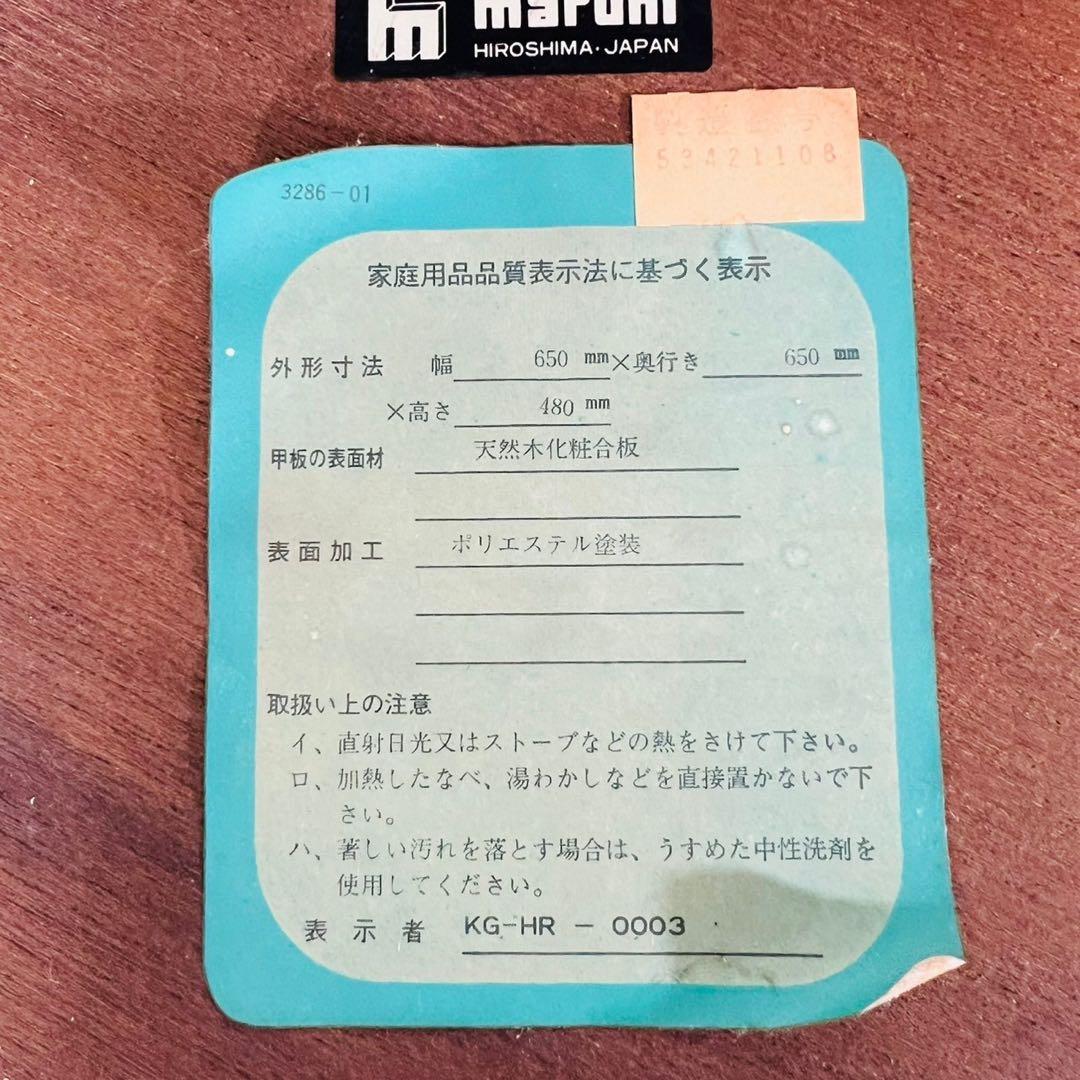 maruni
HIROSHIMA・JAPAN
製造番号
53421108
3286-01
家庭用品品質表示法に基づく表示
外形寸法 幅 650 mm×奥行き 650 mm
×高さ 480 mm
甲板の表面材 天然木化粧合板
表面加工 ポリエステル塗装
取扱い上の注意
イ、直射日光又はストーブなどの熱をさけて下さい。
ロ、加熱したなべ、湯わかしなどを直接置かないで下
さい。
ハ、著しい汚れを落とす場合は、うすめた中性洗剤を
使用してください。
表示者 KG-HR-0003